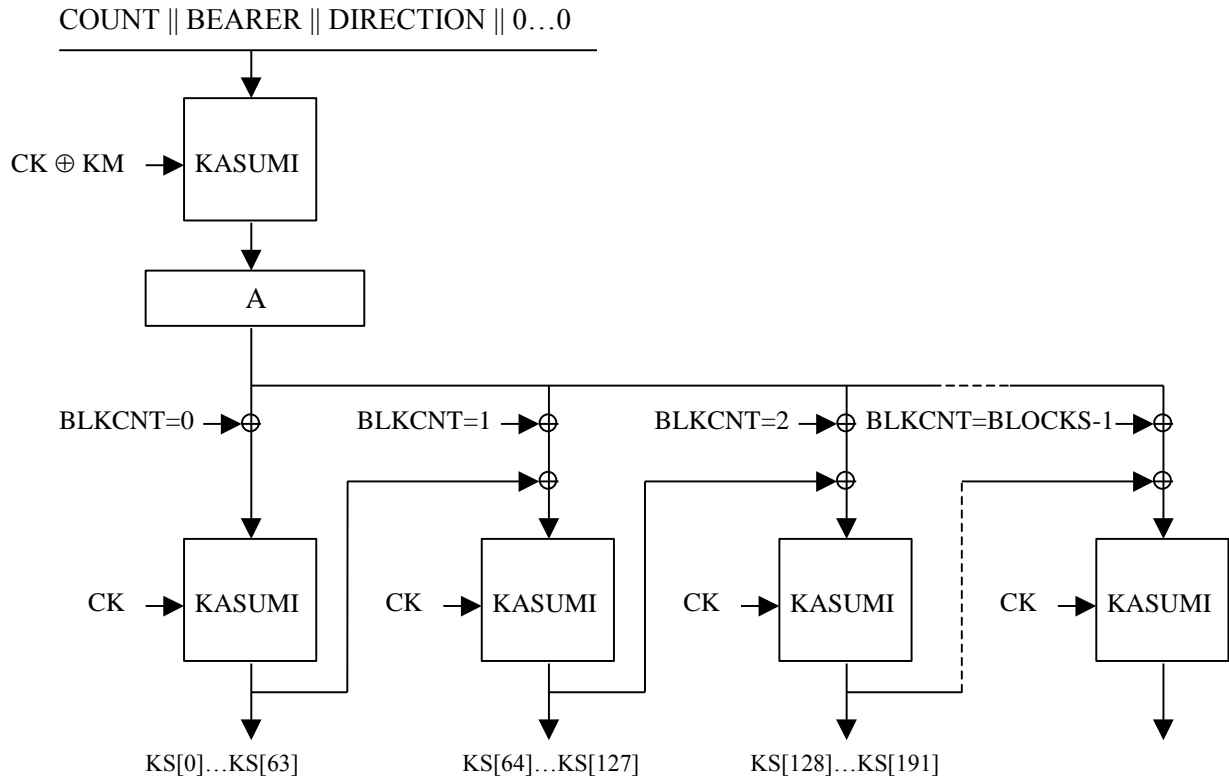 COUNT || BEARER || DIRECTION || 0…0
CK ⊕ KM
KASUMI
A
BLKCNT=0
BLKCNT=1
BLKCNT=2
BLKCNT=BLOCKS-1
CK
KASUMI
CK
KASUMI
CK
KASUMI
CK
KASUMI
KS[0]…KS[63]
KS[64]…KS[127]
KS[128]…KS[191]